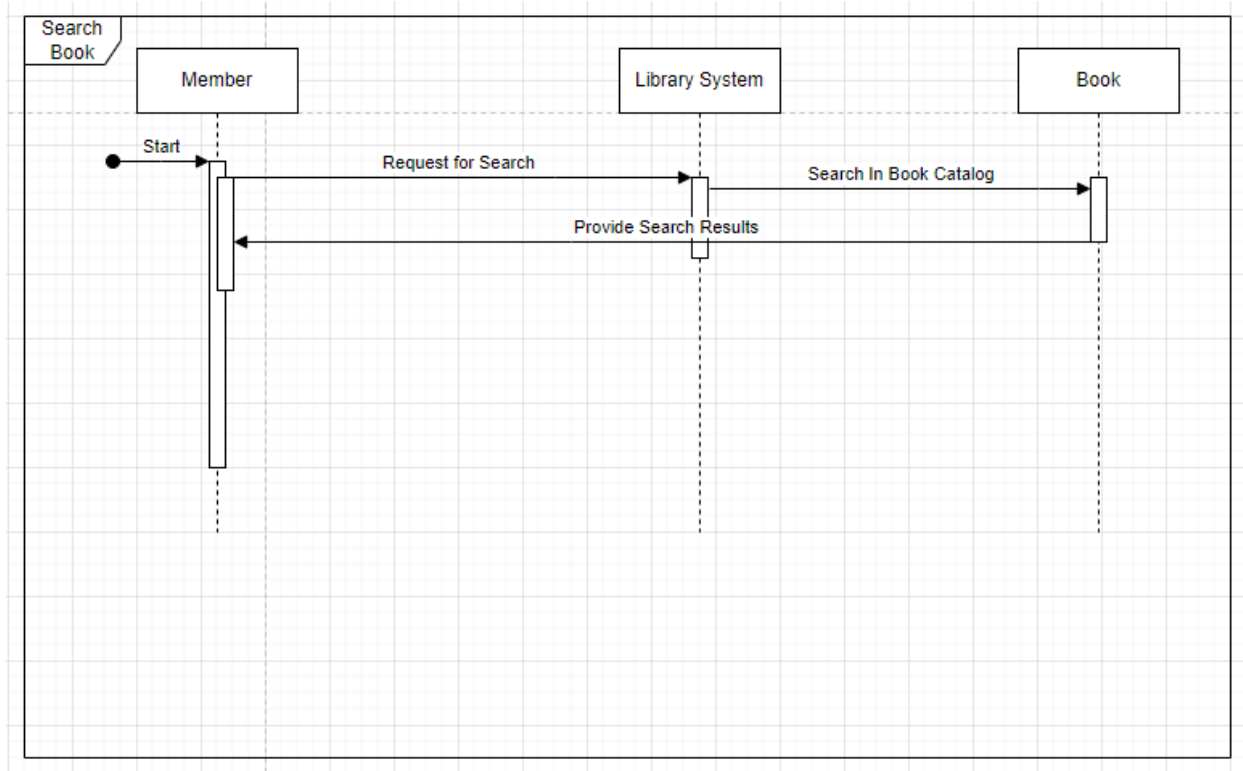 Search
Book
Member
Library System
Book
Start
Request for Search
Search In Book Catalog
Provide Search Results